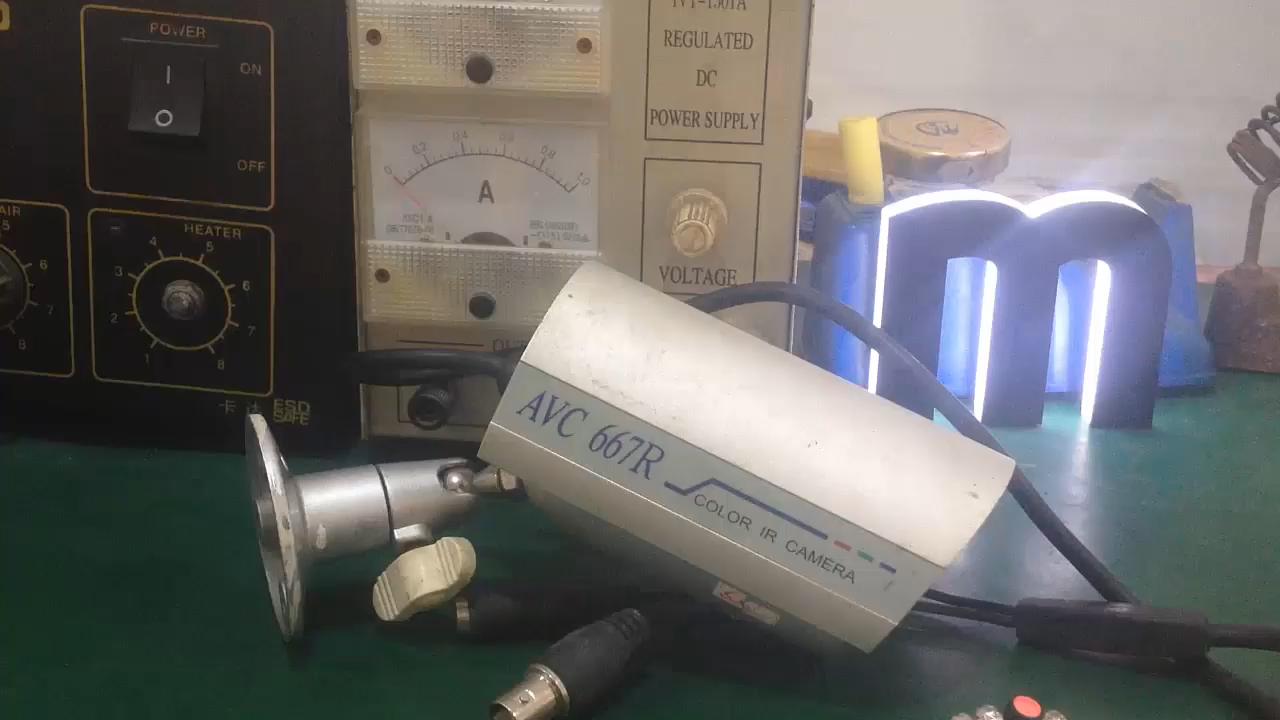 POWER
ON
OFF
AIR
5
6
7
8
HEATER
1
2
3
4
5
6
7
8
ESD
SAFE
0
0.2
0.4
0.8
1.0
A
REGULATED
DC
POWER SUPPLY
VOLTAGE
AVC 667R
COLOR IR CAMERA
m